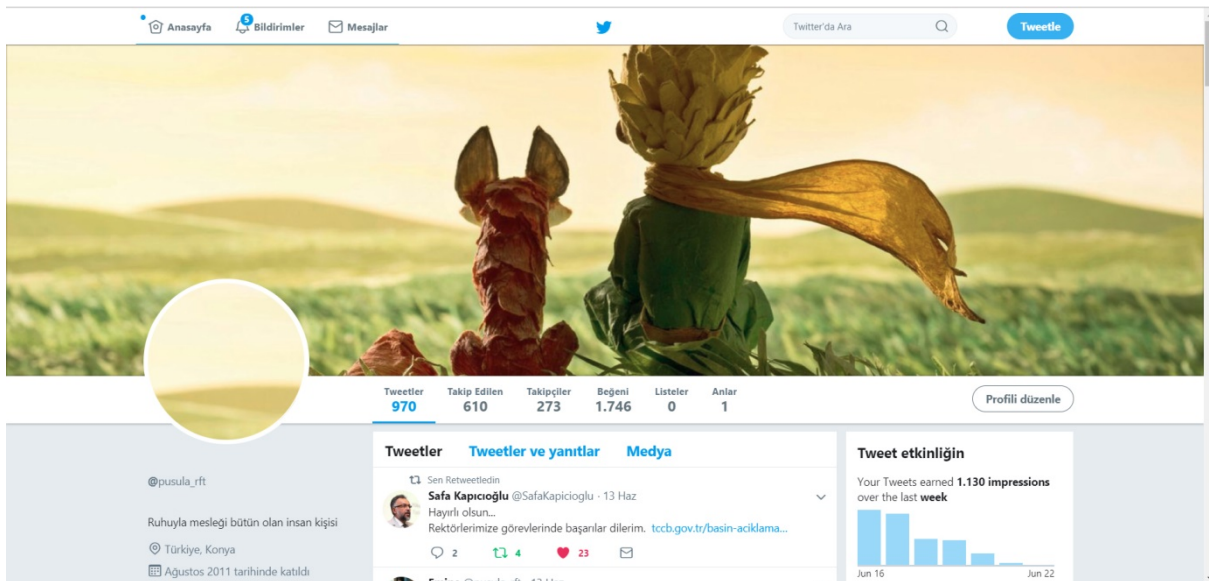 Anasayfa
5
Bildirimler
Mesajlar
Twitter'da Ara
Tweetle
Tweetler
970
Takip Edilen
610
Takipçiler
273
Beğeni
1.746
Listeler
0
Anlar
1
Profili düzenle
@pusula_rft
Ruhuyla mesleği bütün olan insan kişisi
Türkiye, Konya
Ağustos 2011 tarihinde katıldı
Tweetler Tweetler ve yanıtlar Medya
Sen Retweetledin
Safa Kapıcıoğlu @SafaKapicioglu · 13 Haz
Hayırlı olsun...
Rektörlerimize görevlerinde başarılar dilerim. tccb.gov.tr/basin-aciklama...
2 4 23
Tweet etkinliğin
Your Tweets earned 1.130 impressions
over the last week
Jun 16 Jun 22